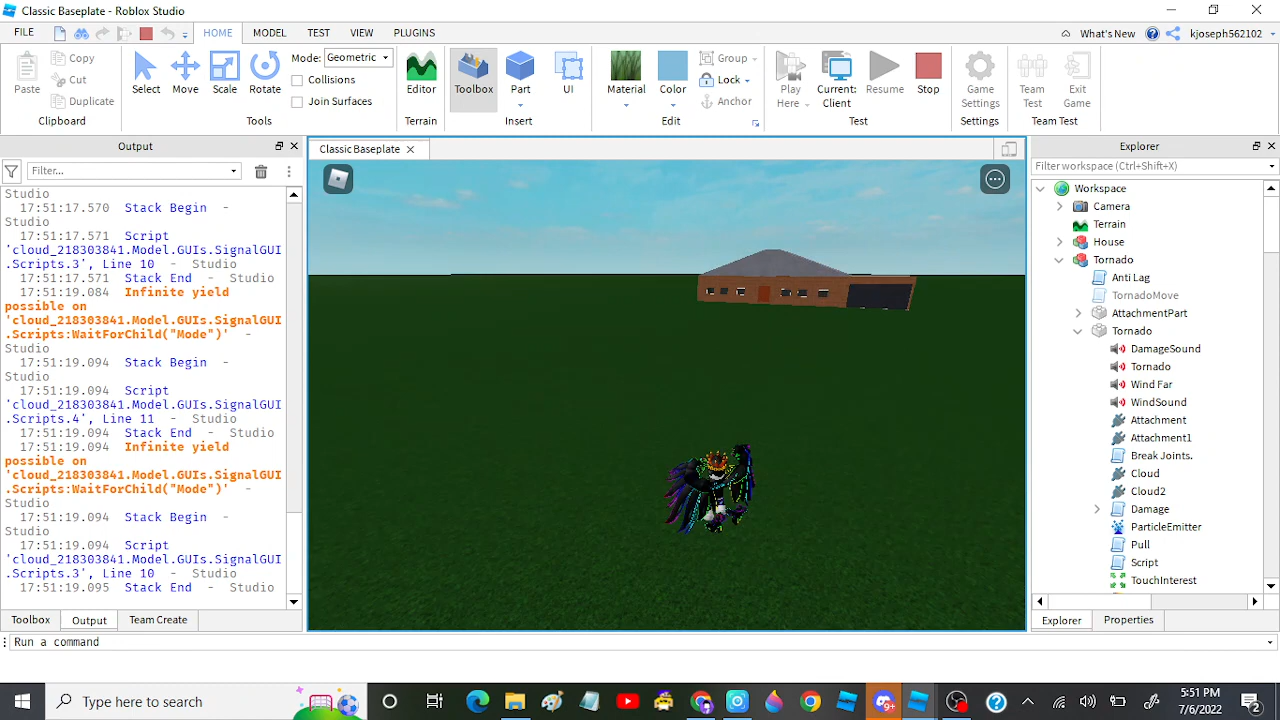 Classic Baseplate - Roblox Studio
FILE
HOME
MODEL
TEST
VIEW
PLUGINS
What's New
kjoseph562102
Paste
Copy
Cut
Duplicate
Clipboard
Select
Move
Scale
Rotate
Mode:
Geometric
Collisions
Join Surfaces
Tools
Editor
Terrain
Toolbox
Part
UI
Insert
Material
Color
Group
Lock
Anchor
Edit
Play
Here
Current:
Client
Resume
Stop
Test
Game
Settings
Settings
Team
Test
Exit
Game
Team Test
Output
Filter...
Studio
17:51:17.570 Stack Begin -
Studio
17:51:17.571 Script
'cloud_218303841.Model.GUIs.SignalGUI
.Scripts.3', Line 10 - Studio
17:51:17.571 Stack End - Studio
17:51:19.084 Infinite yield
possible on
'cloud_218303841.Model.GUIs.SignalGUI
.Scripts:WaitForChild("Mode")' -
Studio
17:51:19.094 Stack Begin -
Studio
17:51:19.094 Script
'cloud_218303841.Model.GUIs.SignalGUI
.Scripts.4', Line 11 - Studio
17:51:19.094 Stack End - Studio
17:51:19.094 Infinite yield
possible on
'cloud_218303841.Model.GUIs.SignalGUI
.Scripts:WaitForChild("Mode")' -
Studio
17:51:19.094 Stack Begin -
Studio
17:51:19.094 Script
'cloud_218303841.Model.GUIs.SignalGUI
.Scripts.3', Line 10 - Studio
17:51:19.095 Stack End - Studio
Toolbox
Output
Team Create
Classic Baseplate
Explorer
Filter workspace (Ctrl+Shift+X)
Workspace
Camera
Terrain
House
Tornado
Anti Lag
TornadoMove
AttachmentPart
Tornado
DamageSound
Tornado
Wind Far
WindSound
Attachment
Attachment1
Break Joints.
Cloud
Cloud2
Damage
ParticleEmitter
Pull
Script
TouchInterest
Explorer
Properties
Run a command
Type here to search
5:51 PM
7/6/2022
2